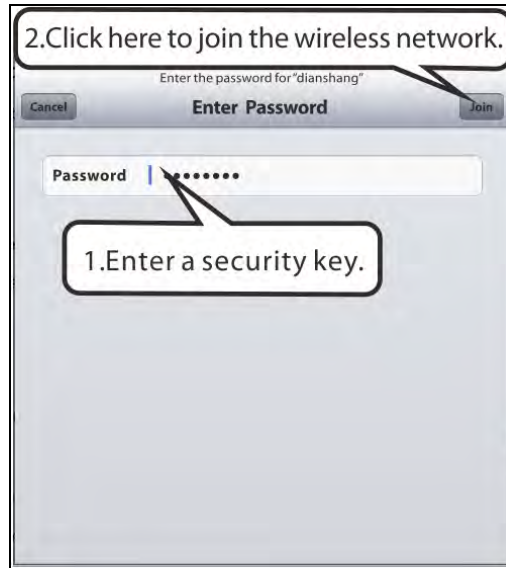 2.Click here to join the wireless network.
Enter the password for“dianshang”
Cancel
Enter Password
Join
Password
1.Enter a security key.